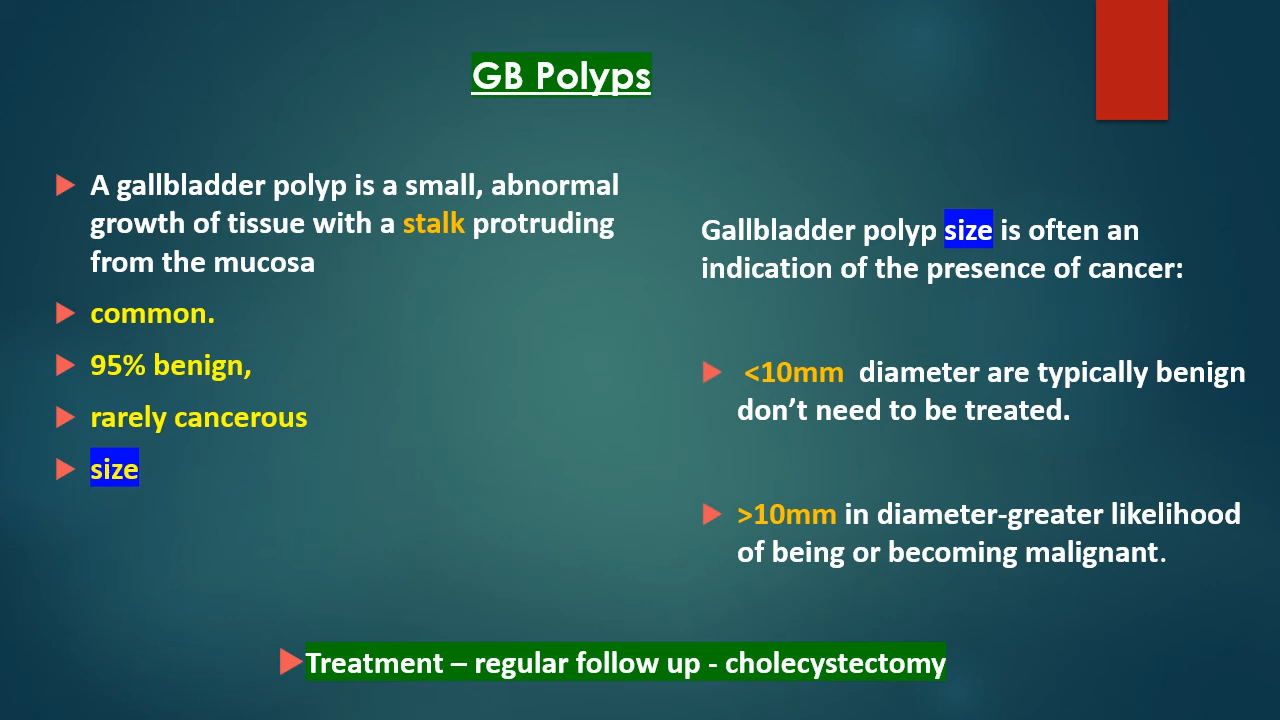 GB Polyps
A gallbladder polyp is a small, abnormal
growth of tissue with a stalk protruding
from the mucosa
common.
95% benign,
rarely cancerous
size
Gallbladder polyp size is often an
indication of the presence of cancer:
<10mm diameter are typically benign
don’t need to be treated.
>10mm in diameter-greater likelihood
of being or becoming malignant.
Treatment – regular follow up - cholecystectomy